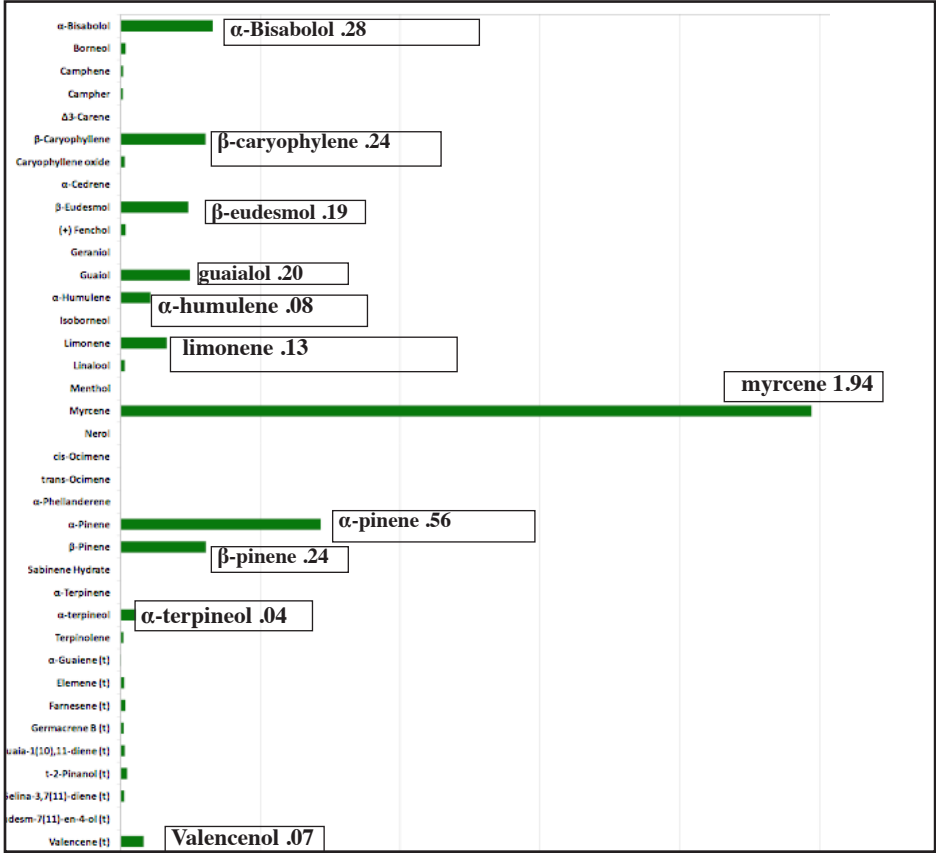 α-Bisabolol α-Bisabolol .28
Borneol
Camphene
Campher
Δ3-Carene
β-Caryophyllene β-caryophylene .24
Caryophyllene oxide
α-Cedrene
β-Eudesmol β-eudesmol .19
(+) Fenchol
Geraniol
Guaiol guaialol .20
α-Humulene α-humulene .08
Isoborneol
Limonene limonene .13
Linalool
Menthol
myrcene 1.94
Myrcene
Nerol
cis-Ocimene
trans-Ocimene
α-Phellanderene
α-Pinene α-pinene .56
β-Pinene β-pinene .24
Sabinene Hydrate
α-Terpinene
α-terpineol α-terpineol .04
Terpinolene
α-Guaiene (t)
Elemene (t)
Farnesene (t)
Germacrene B (t)
uaia-1(10),11-diene (t)
t-2-Pinanol (t)
Selina-3,7(11)-diene (t)
desm-7(11)-en-4-ol (t)
Valencene (t) Valencenol .07